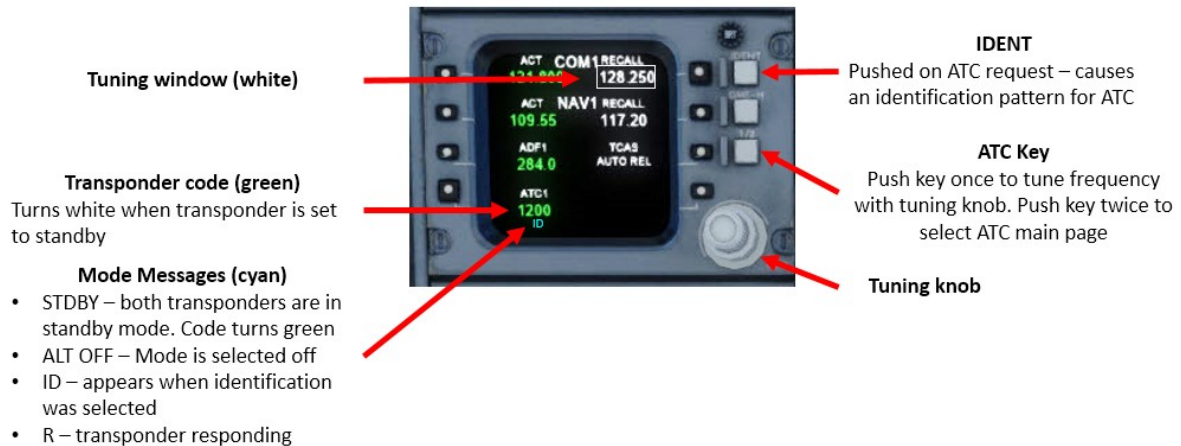 Tuning window (white)
Transponder code (green)
Turns white when transponder is set
to standby
Mode Messages (cyan)
• STDBY – both transponders are in
standby mode. Code turns green
• ALT OFF – Mode is selected off
• ID – appears when identification
was selected
• R – transponder responding
ACT COM1 RECALL
128.250
ACT NAV1 RECALL
109.55 117.20
ADF1 TCAS
284.0 AUTO REL
ATC1
1200
ID
IDENT
DME-H
1/2
IDENT
Pushed on ATC request – causes
an identification pattern for ATC
ATC Key
Push key once to tune frequency
with tuning knob. Push key twice to
select ATC main page
Tuning knob